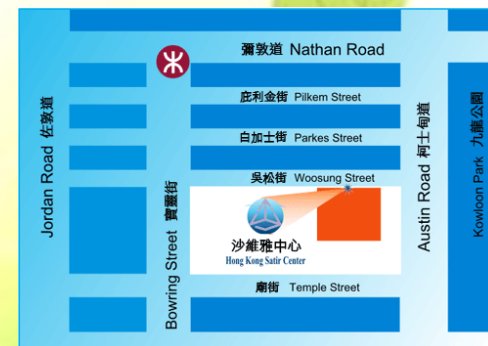 彌敦道 Nathan Road
庇利金街 Pilkem Street
白加士街 Parkes Street
吳松街 Woosung Street
沙維雅中心
Hong Kong Satir Center
廟街 Temple Street
Jordan Road 佐敦道
Bowring Street 寶靈街
Austin Road 柯士甸道
Kowloon Park 九龍公園